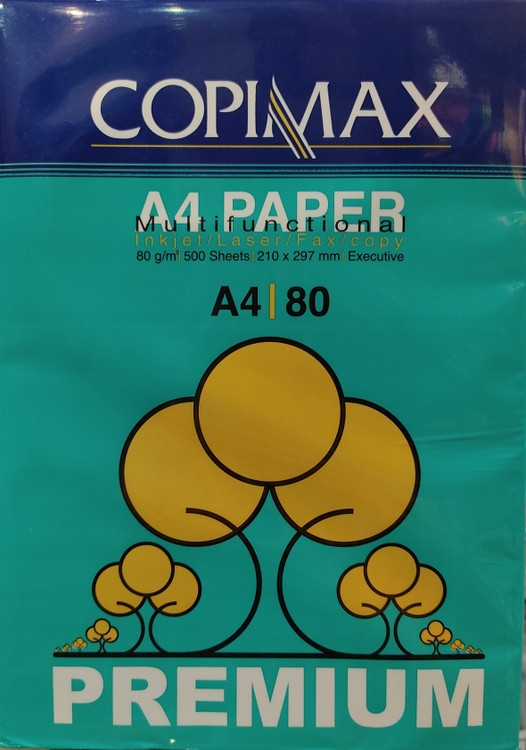 COPIMAX
A4 PAPER
Multifunctional
Inkjet/Laser/Fax/copy
80 g/m² | 500 Sheets | 210 x 297 mm | Executive
A4 | 80
PREMIUM